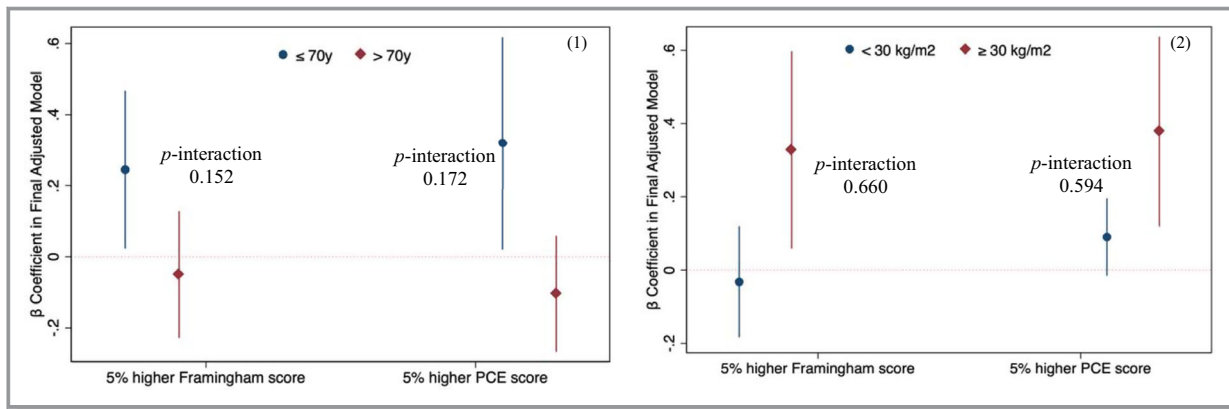 (1)
≤ 70y
> 70y
β Coefficient in Final Adjusted Model
.6
.4
.2
0
-.2
p-interaction
0.152
p-interaction
0.172
5% higher Framingham score
5% higher PCE score
(2)
< 30 kg/m2
≥ 30 kg/m2
β Coefficient in Final Adjusted Model
.6
.4
0.2
0
-.2
p-interaction
0.660
p-interaction
0.594
5% higher Framingham score
5% higher PCE score